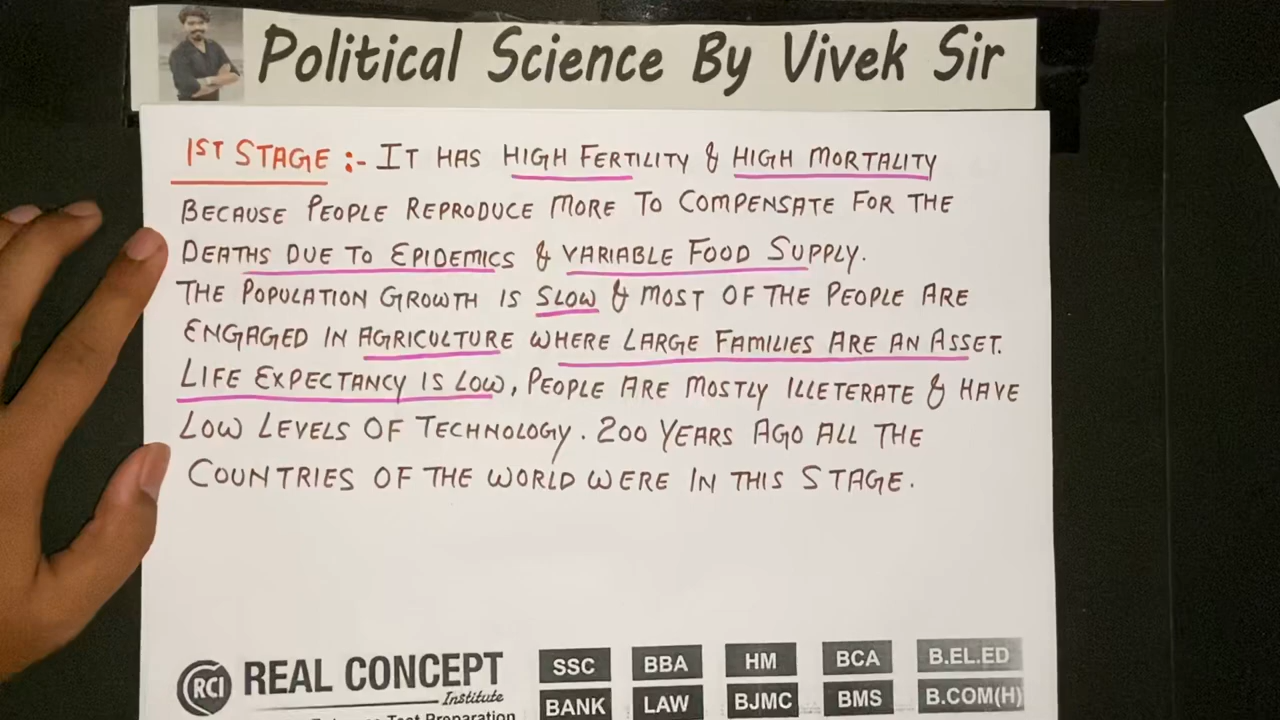 Political Science By Vivek Sir
1ST STAGE :- IT HAS HIGH FERTILITY & HIGH MORTALITY
BECAUSE PEOPLE REPRODUCE MORE TO COMPENSATE FOR THE
DEATHS DUE TO EPIDEMICS & VARIABLE FOOD SUPPLY.
THE POPULATION GROWTH IS SLOW & MOST OF THE PEOPLE ARE
ENGAGED IN AGRICULTURE WHERE LARGE FAMILIES ARE AN ASSET.
LIFE EXPECTANCY IS LOW, PEOPLE ARE MOSTLY ILLETERATE & HAVE
LOW LEVELS OF TECHNOLOGY. 200 YEARS AGO ALL THE
COUNTRIES OF THE WORLD WERE IN THIS STAGE.
RCI REAL CONCEPT
Institute
Test Preparation
SSC BBA HM BCA B.EL.ED
BANK LAW BJMC BMS B.COM(H)